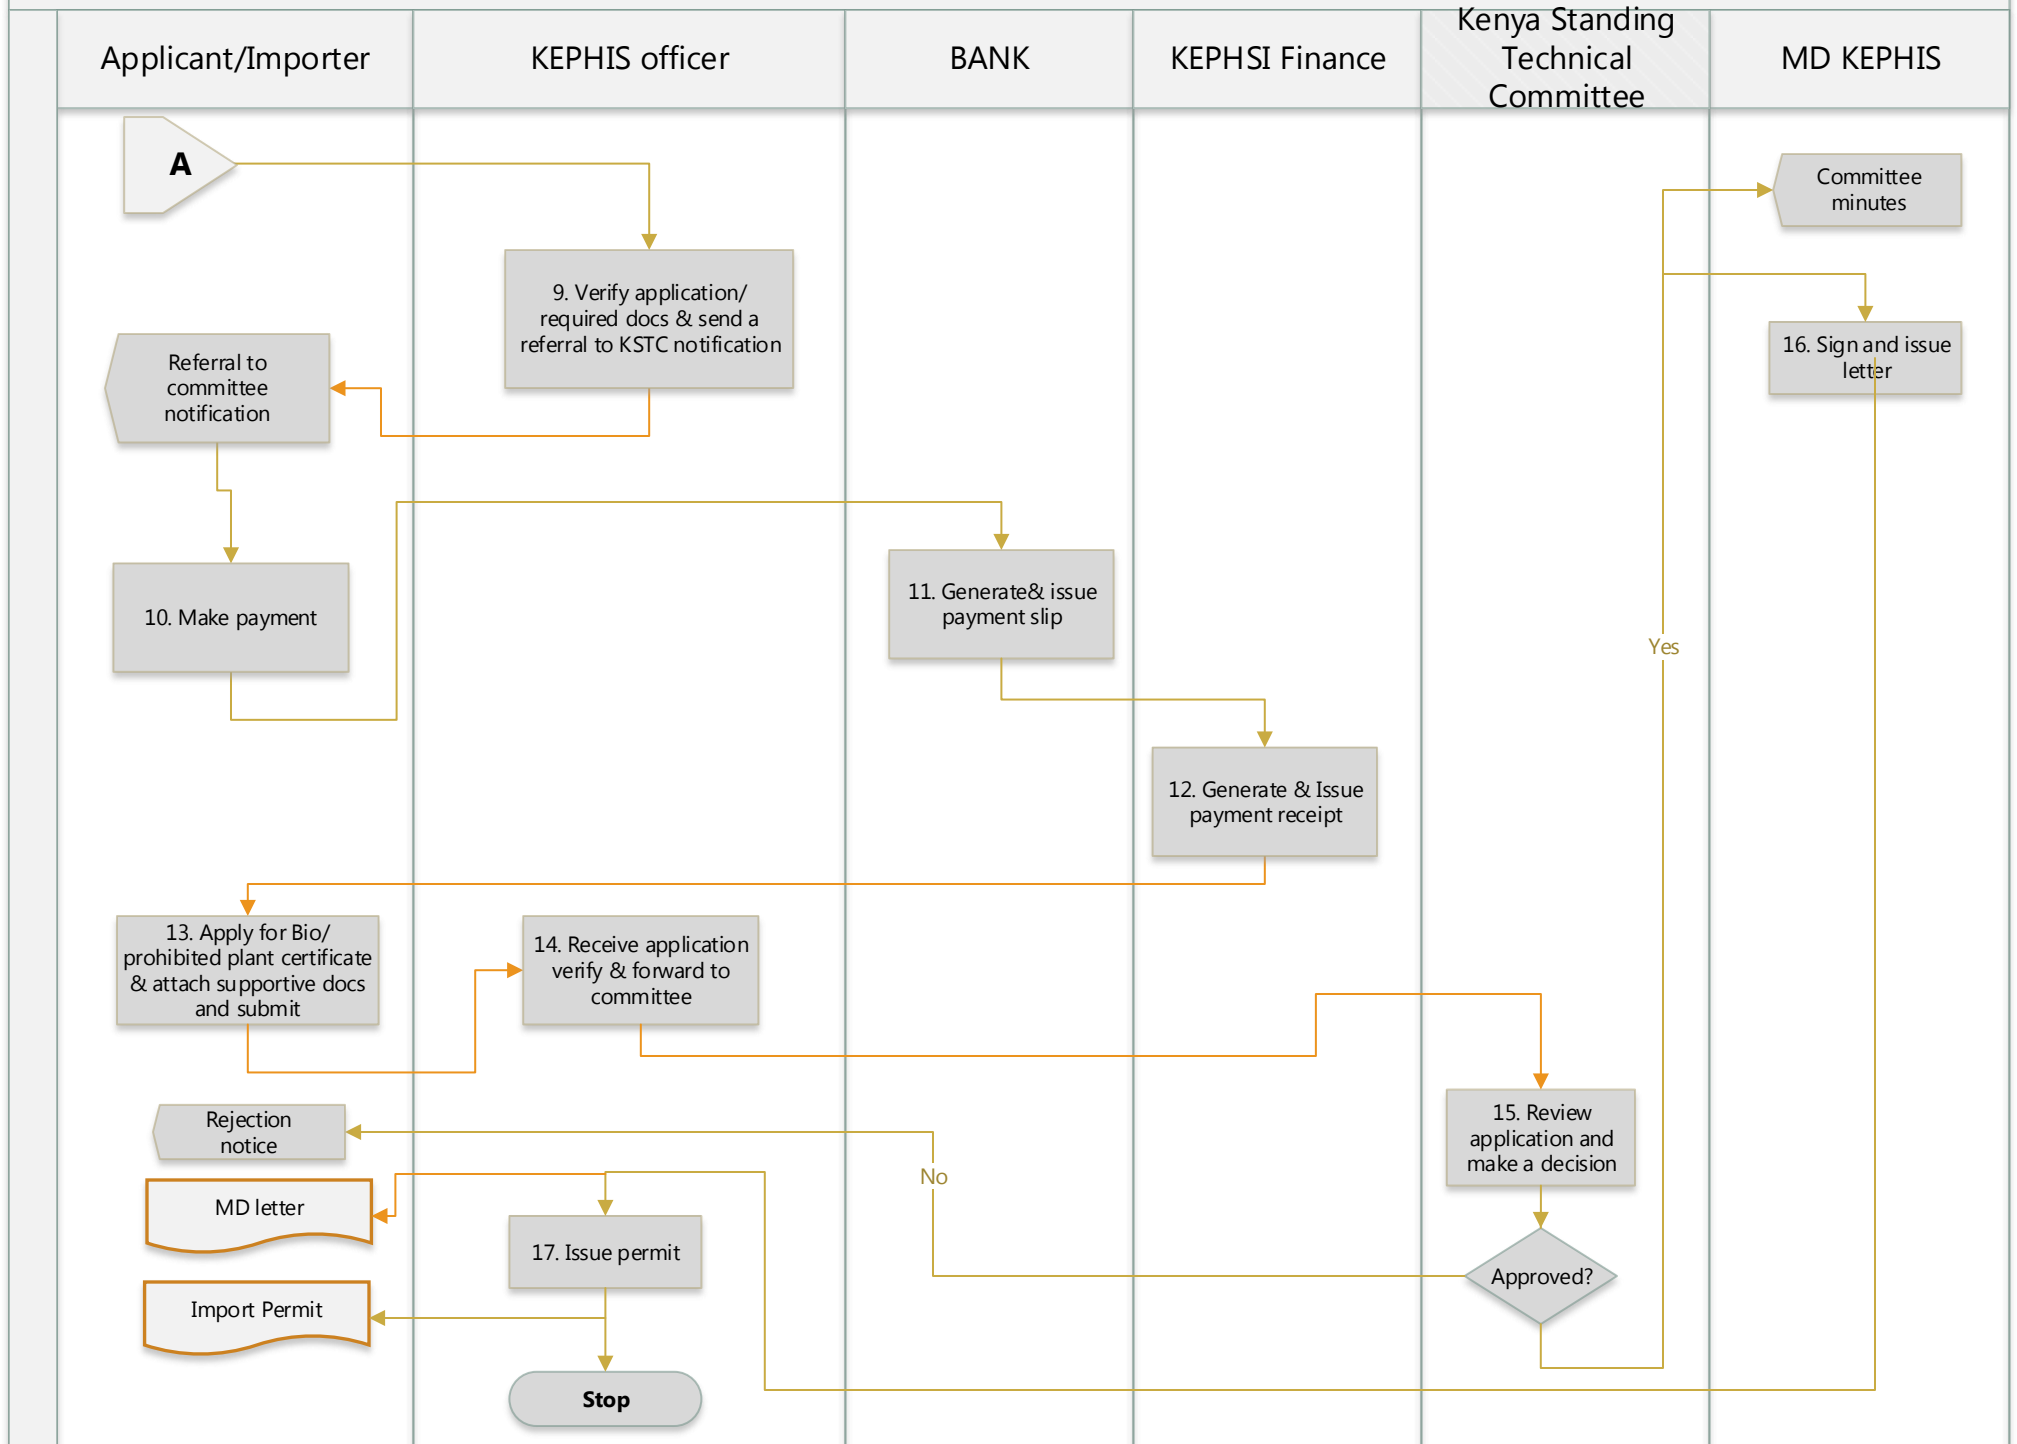 Applicant/Importer
KEPHIS officer
BANK
KEPHSI Finance
Kenya Standing
Technical
Committee
MD KEPHIS
A
Committee
minutes
9. Verify application/
required docs & send a
referral to KSTC notification
Referral to
committee
notification
16. Sign and issue
letter
10. Make payment
11. Generate& issue
payment slip
Yes
12. Generate & Issue
payment receipt
13. Apply for Bio/
prohibited plant certificate
& attach supportive docs
and submit
14. Receive application
verify & forward to
committee
15. Review
application and
make a decision
Rejection
notice
No
MD letter
17. Issue permit
Approved?
Import Permit
Stop